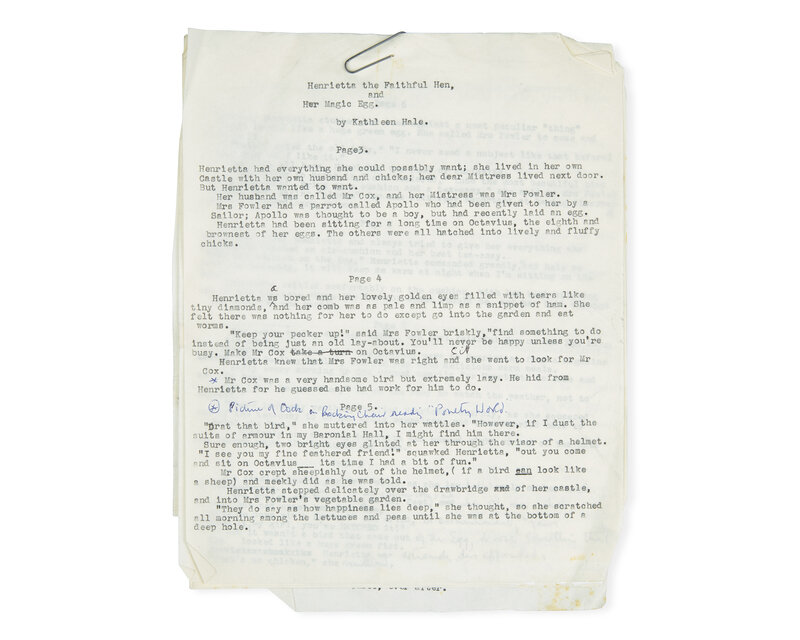 Henrietta the Faithful Hen,
and
Her Magic Egg.
by Kathleen Hale.
Page3.
Henrietta had everything she could possibly want; she lived in her own
Castle with her own husband and chicks; her dear Mistress lived next door.
But Henrietta wanted to want.
Her husband was called Mr Cox, and her Mistress was Mrs Fowler.
Mrs Fowler had a parrot called Apollo who had been given to her by a
Sailor; Apollo was thought to be a boy, but had recently laid an egg.
Henrietta had been sitting for a long time on Octavius, the eighth and
brownest of her eggs. The others were all hatched into lively and fluffy
chicks.
Page 4
Henrietta was bored and her lovely golden eyes filled with tears like
tiny diamonds, and her comb was as pale and limp as a snippet of ham. She
felt there was nothing for her to do except go into the garden and eat
worms.
"Keep your pecker up!" said Mrs Fowler briskly,"find something to do
instead of being just an old lay-about. You'll never be happy unless you're
busy. Make Mr Cox take a turn on Octavius. sit
Henrietta knew that Mrs Fowler was right and she went to look for Mr
Cox.
* Mr Cox was a very handsome bird but extremely lazy. He hid from
Henrietta for he guessed she had work for him to do.
Page 5.
* Picture of Cock in Rocking Chair reading "Poultry World.
"Drat that bird," she muttered into her wattles. "However, if I dust the
suits of armour in my Baronial Hall, I might find him there.
Sure enough, two bright eyes glinted at her through the visor of a helmet.
"I see you my fine feathered friend!" squawked Henrietta, "out you come
and sit on Octavius___ its time I had a bit of fun."
Mr Cox crept sheepishly out of the helmet,( if a bird can look like
a sheep) and meekly did as he was told.
Henrietta stepped delicately over the drawbridge and of her castle,
and into Mrs Fowler's vegetable garden.
"They do say as how happiness lies deep," she thought, so she scratched
all morning among the lettuces and peas until she was at the bottom of a
deep hole.
ever after.